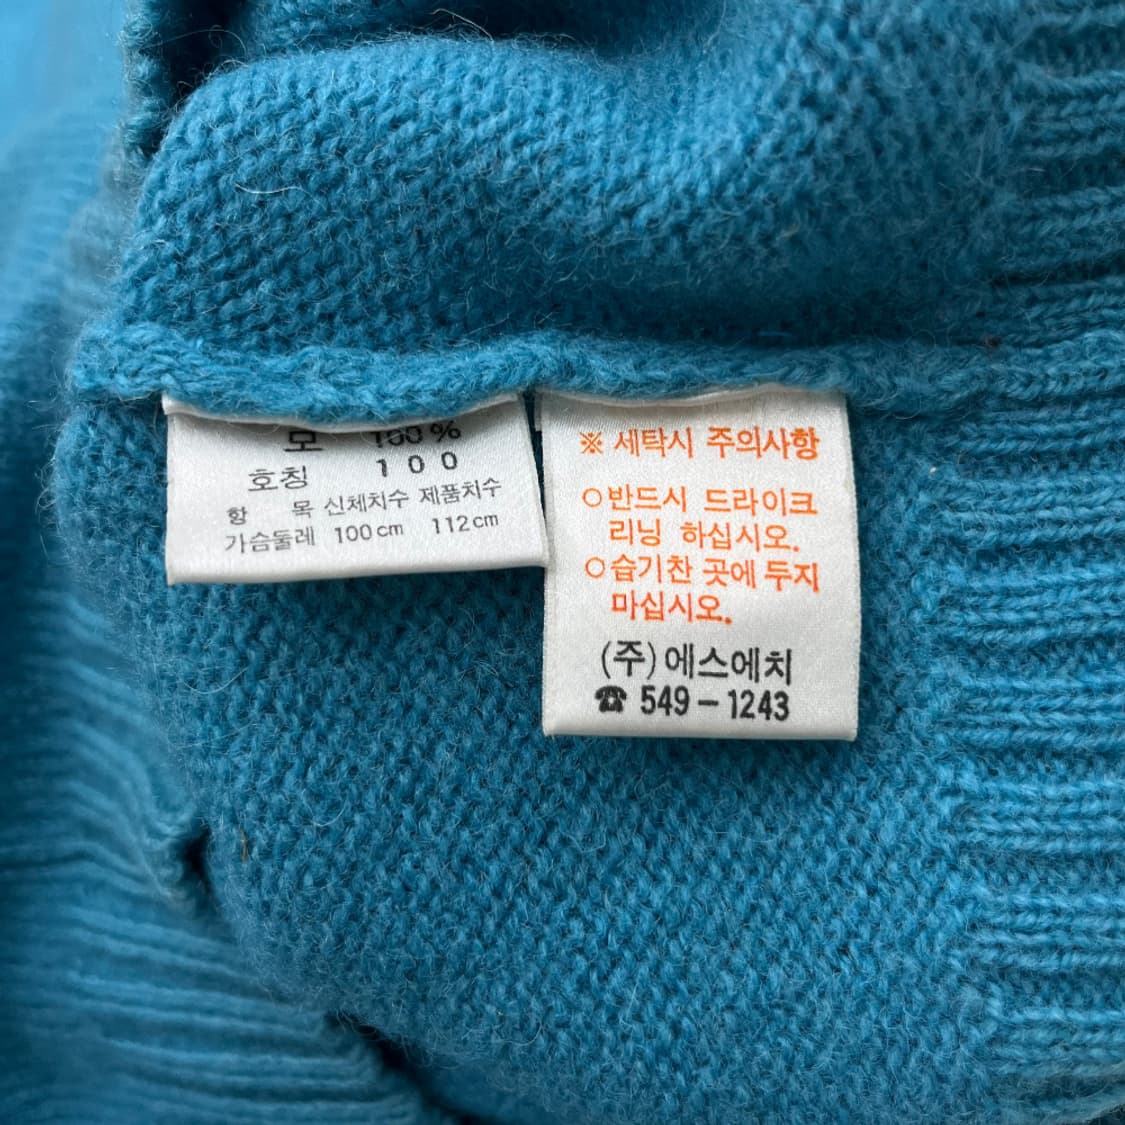 모 100%
호칭 100
항 목 신체치수 제품치수
가슴둘레 100cm 112cm
※ 세탁시 주의사항
○반드시 드라이크
리닝 하십시오.
○습기찬 곳에 두지
마십시오.
(주)에스에치
☎ 549-1243